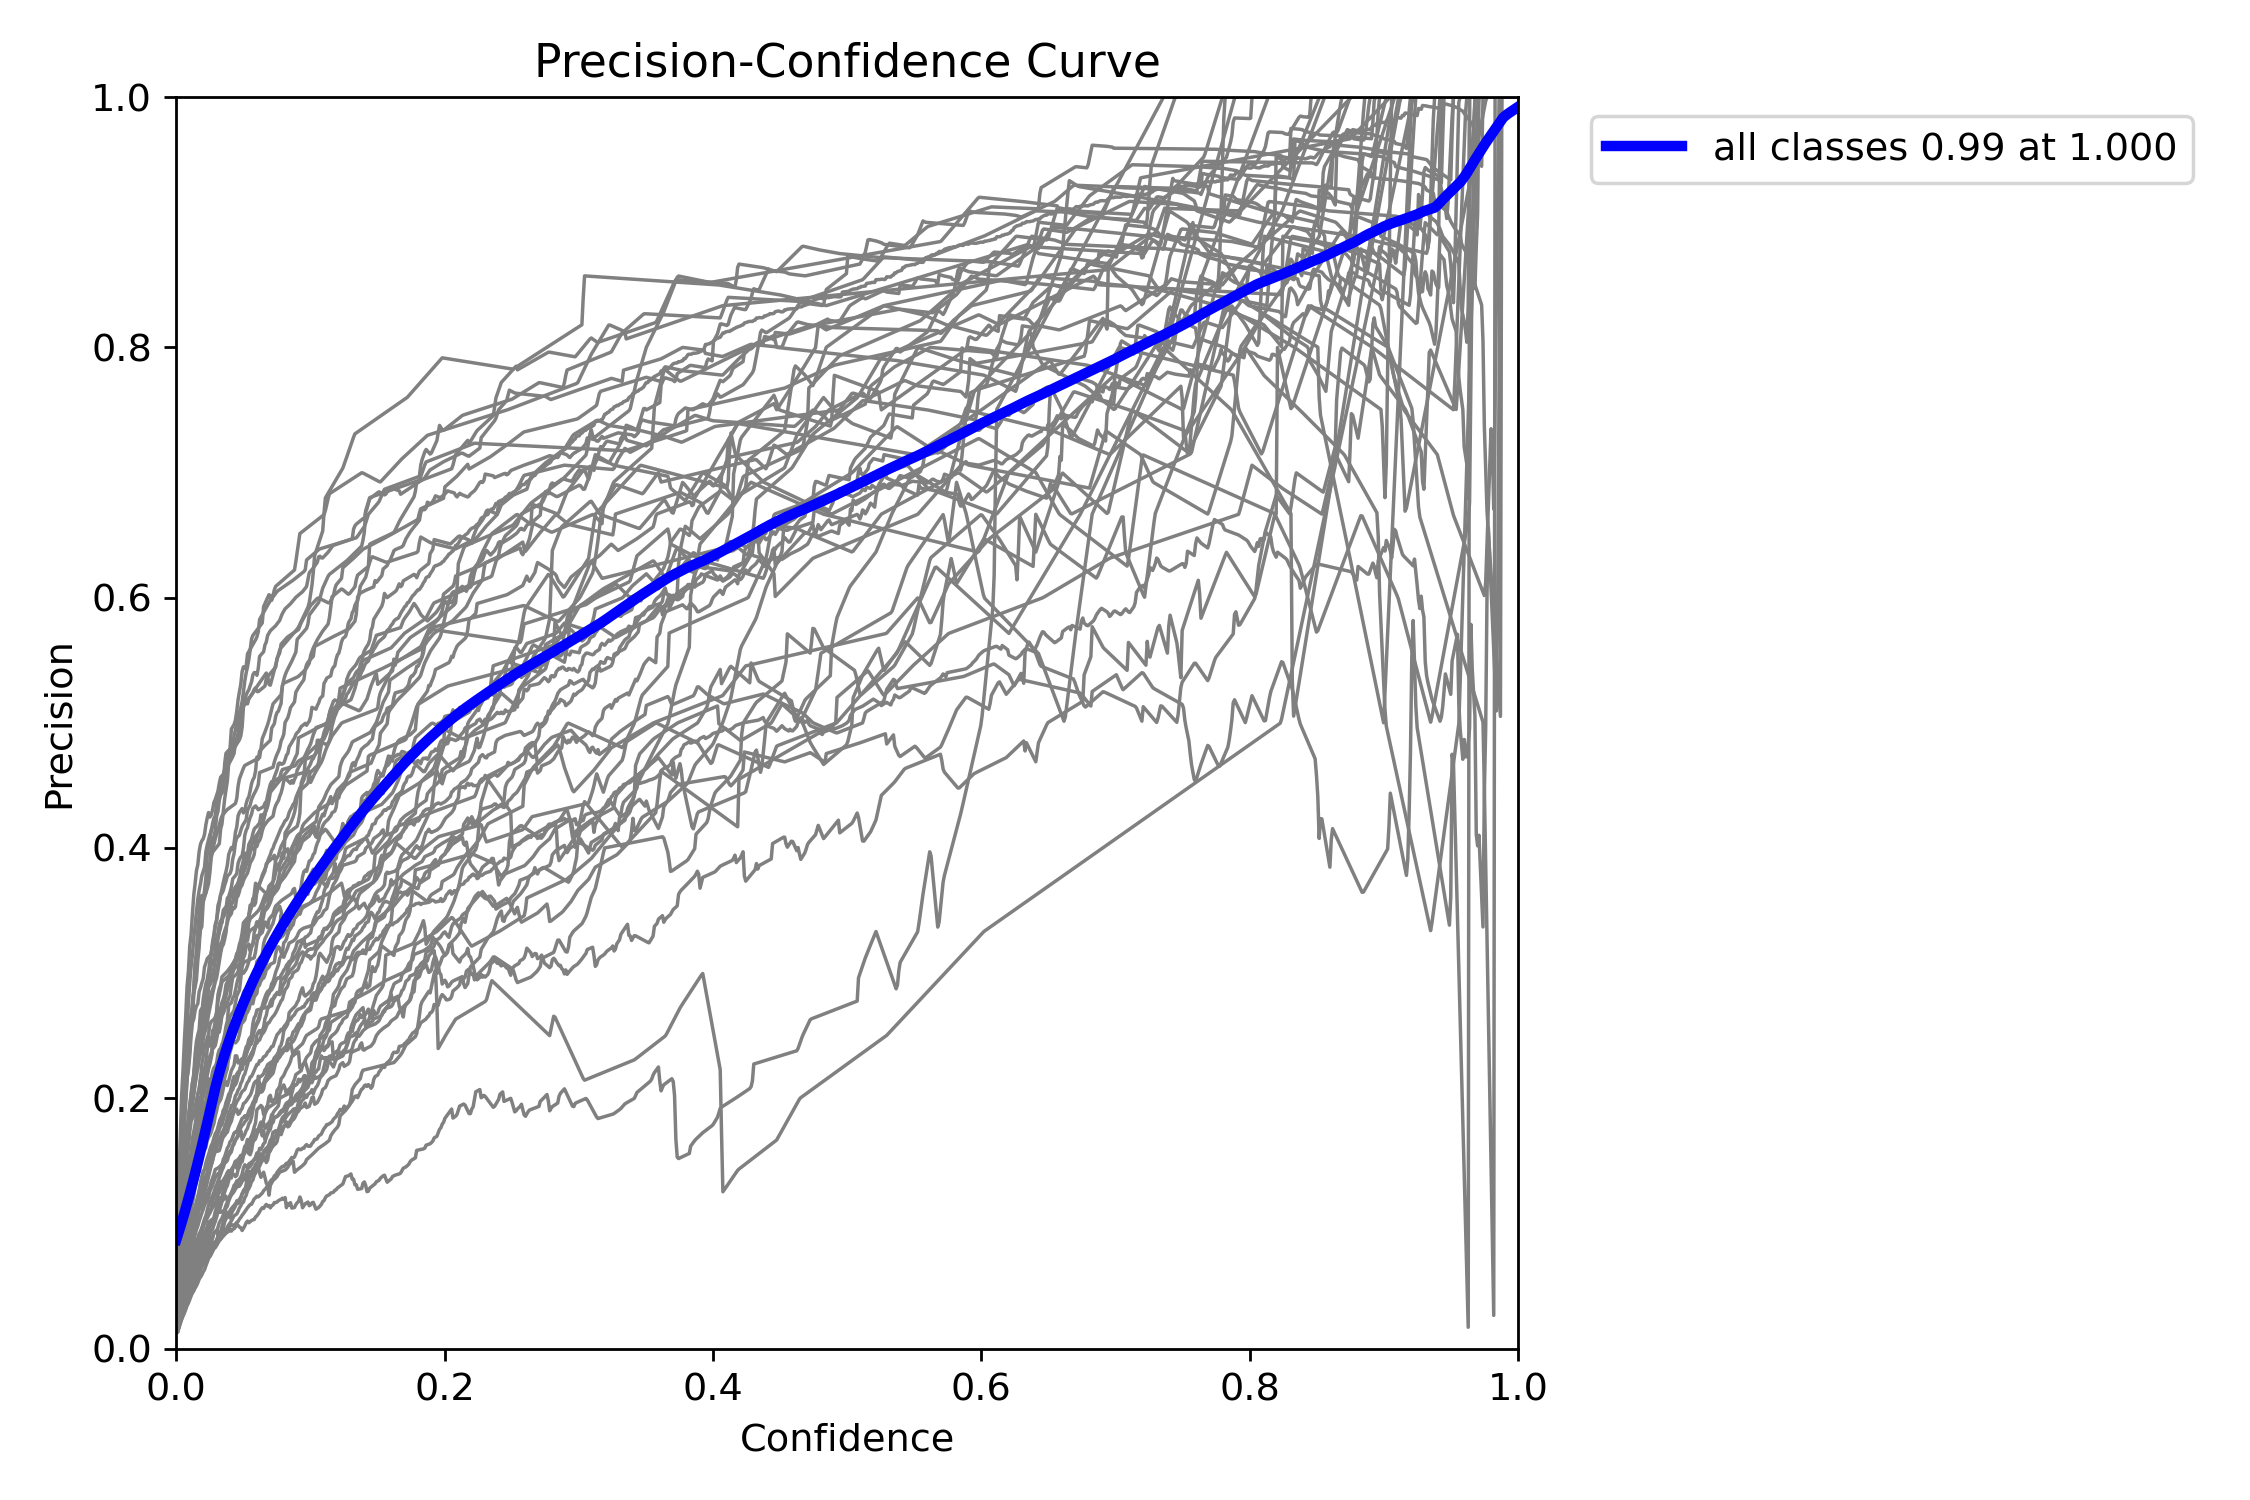 Precision-Confidence Curve
all classes 0.99 at 1.000
Precision
1.0
0.8
0.6
0.4
0.2
0.0
0.0 0.2 0.4 0.6 0.8 1.0
Confidence